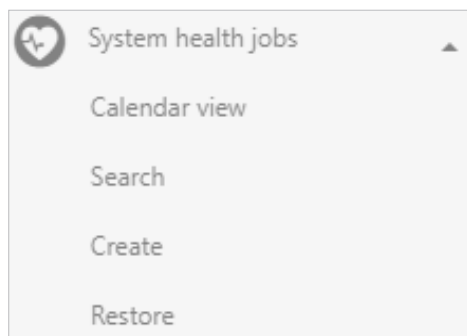 System health jobs
Calendar view
Search
Create
Restore